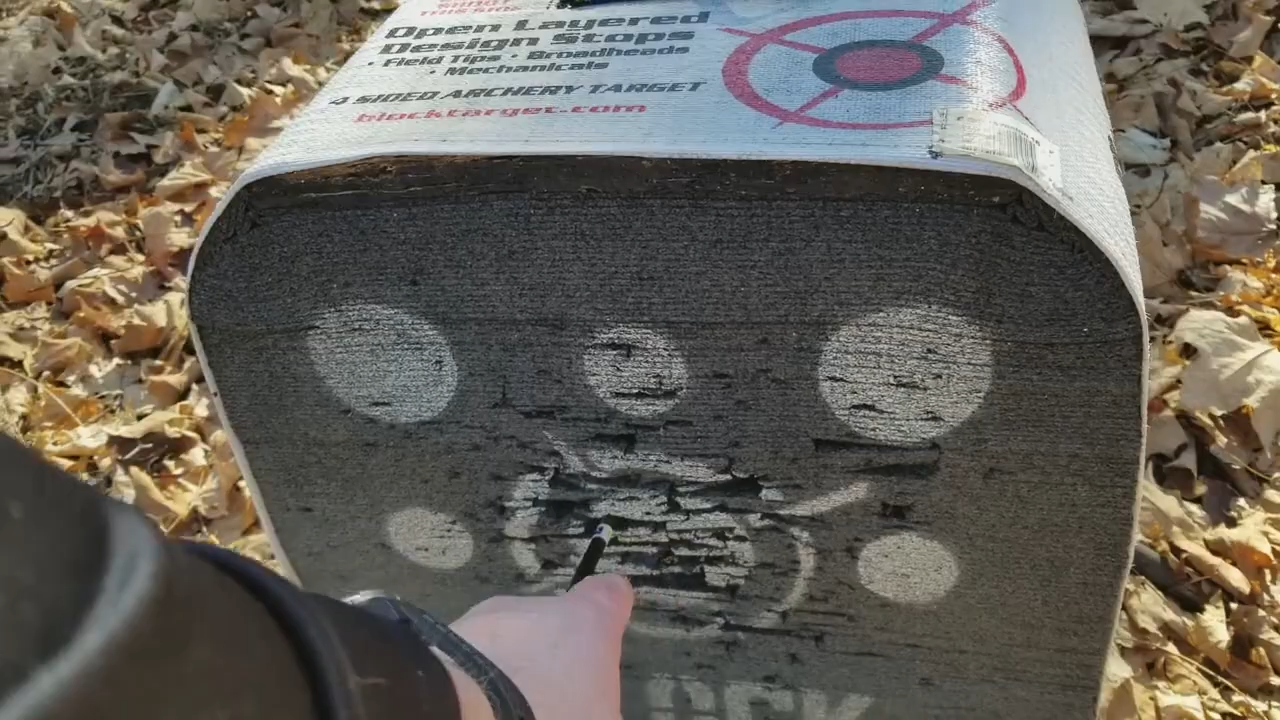 Open Layered
Design Stops
· Field Tips · Broadheads
· Mechanicals
4 SIDED ARCHERY TARGET
blocktarget.com